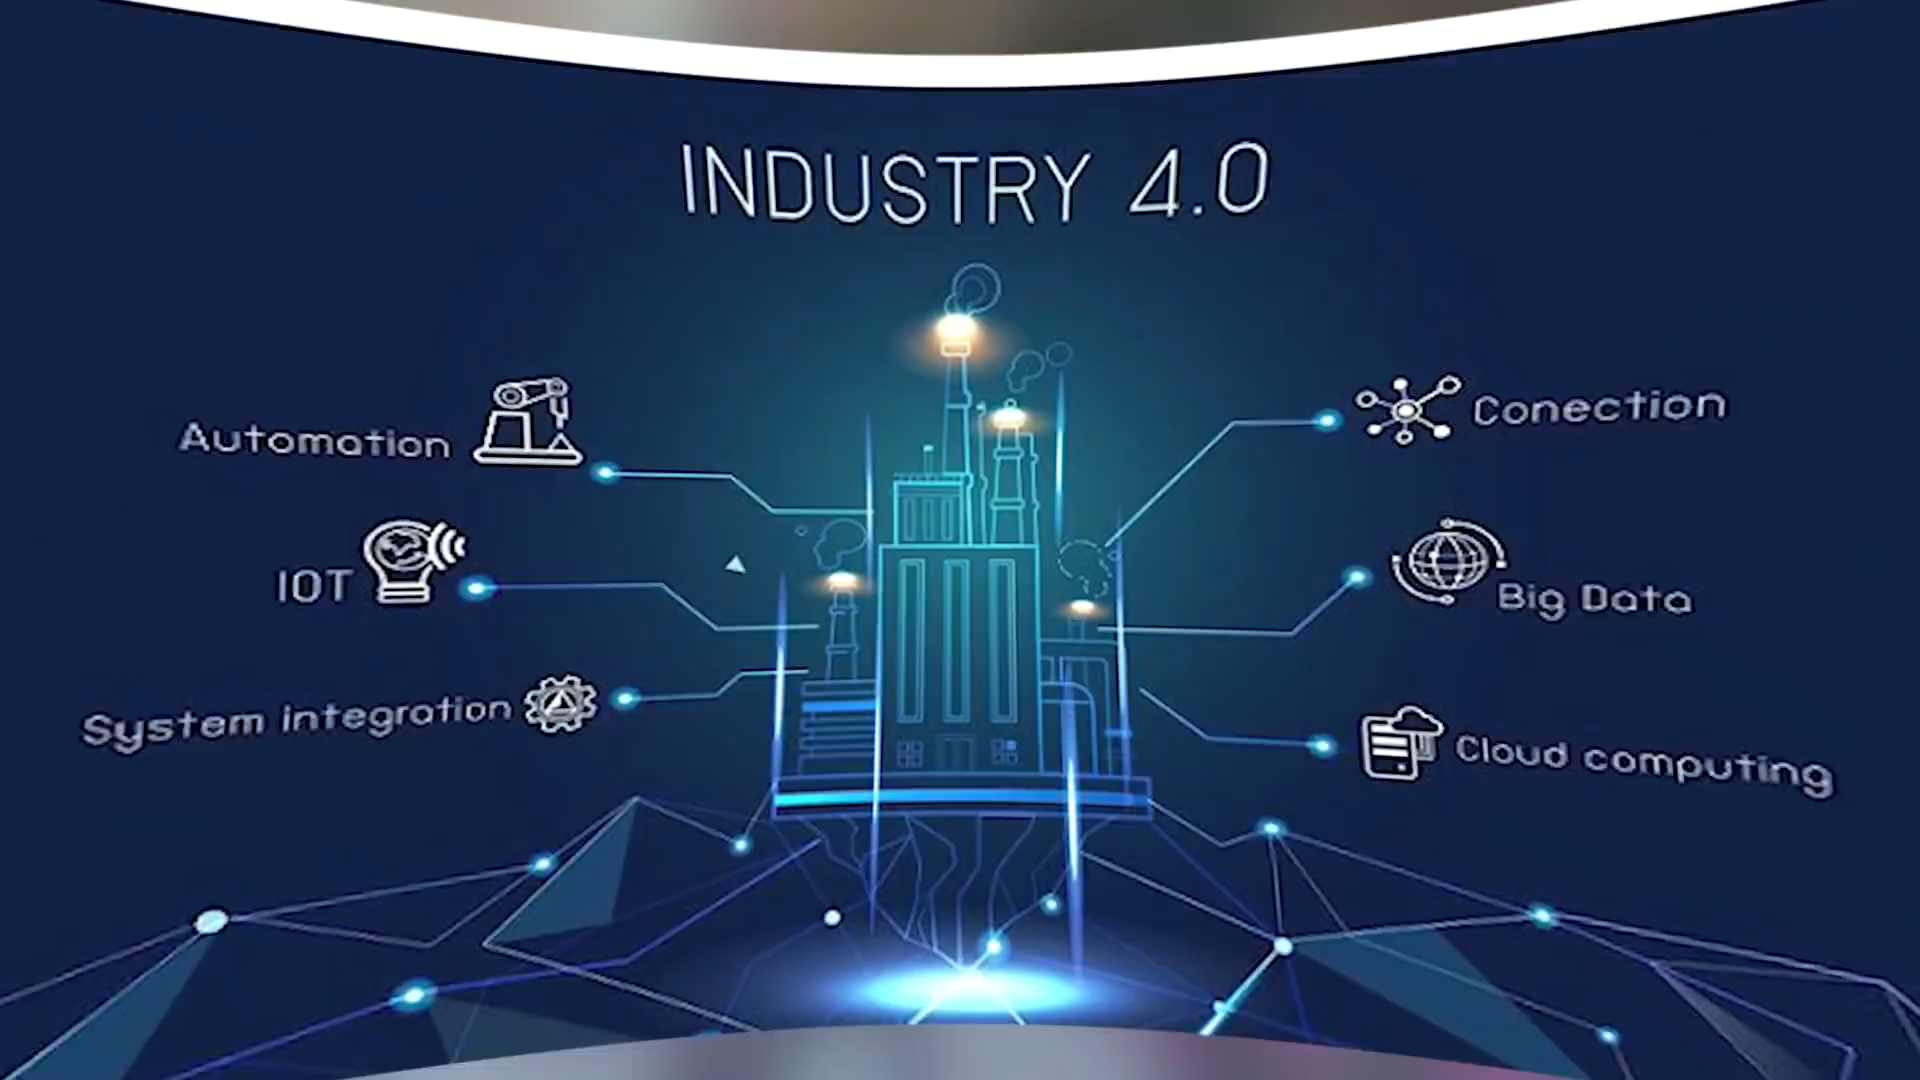 INDUSTRY 4.0
Automation
IOT
System integration
Conection
Big Data
Cloud computing